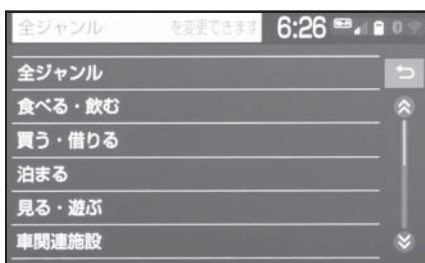 全ジャンル を変更できます 6:26
全ジャンル
食べる・飲む
買う・借りる
泊まる
見る・遊ぶ
車関連施設